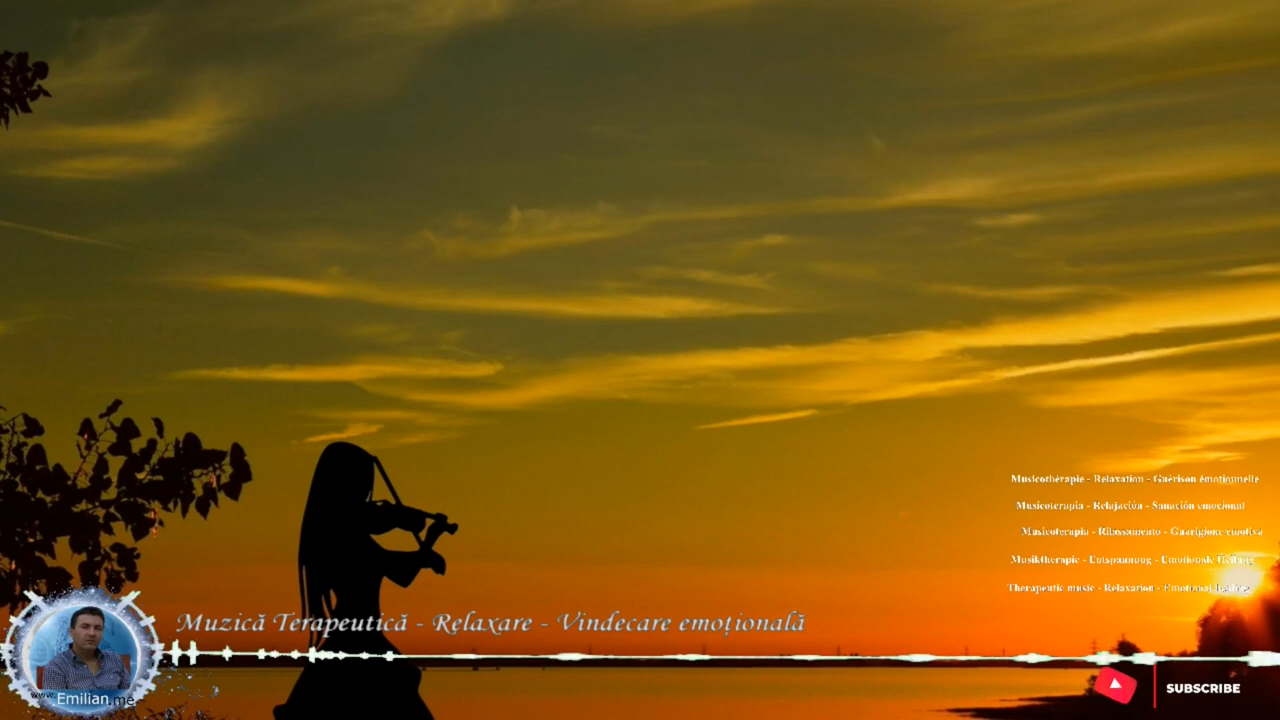 Musicothérapie - Relaxation - Guérison émotionnelle
Musicoterapia - Relajación - Sanación emocional
Musicoterapia - Rilassamento - Guarigione emotiva
Musiktherapie - Entspannung - Emotionale Heilung
Therapeutic music - Relaxation - Emotional healing
Muzică Terapeutică - Relaxare - Vindecare emoțională
www.Emilian.me
SUBSCRIBE